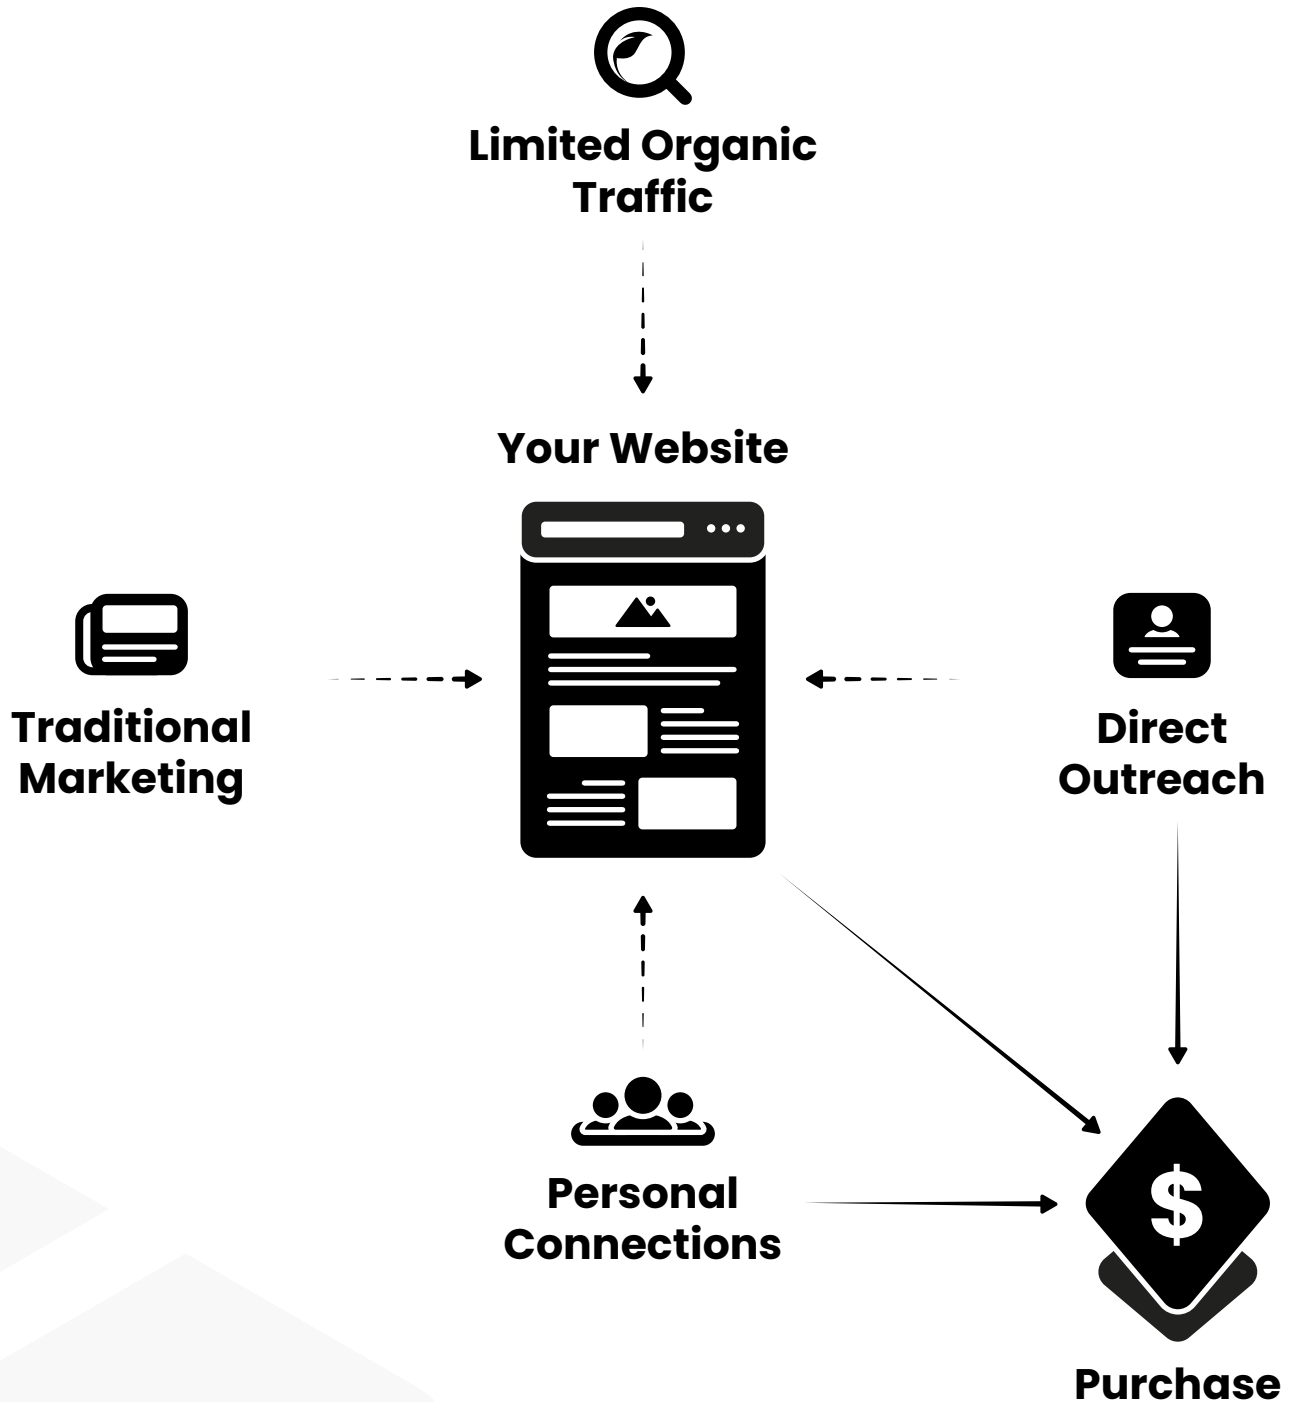 Limited Organic
Traffic
Your Website
Traditional
Marketing
Direct
Outreach
Personal
Connections
$
Purchase